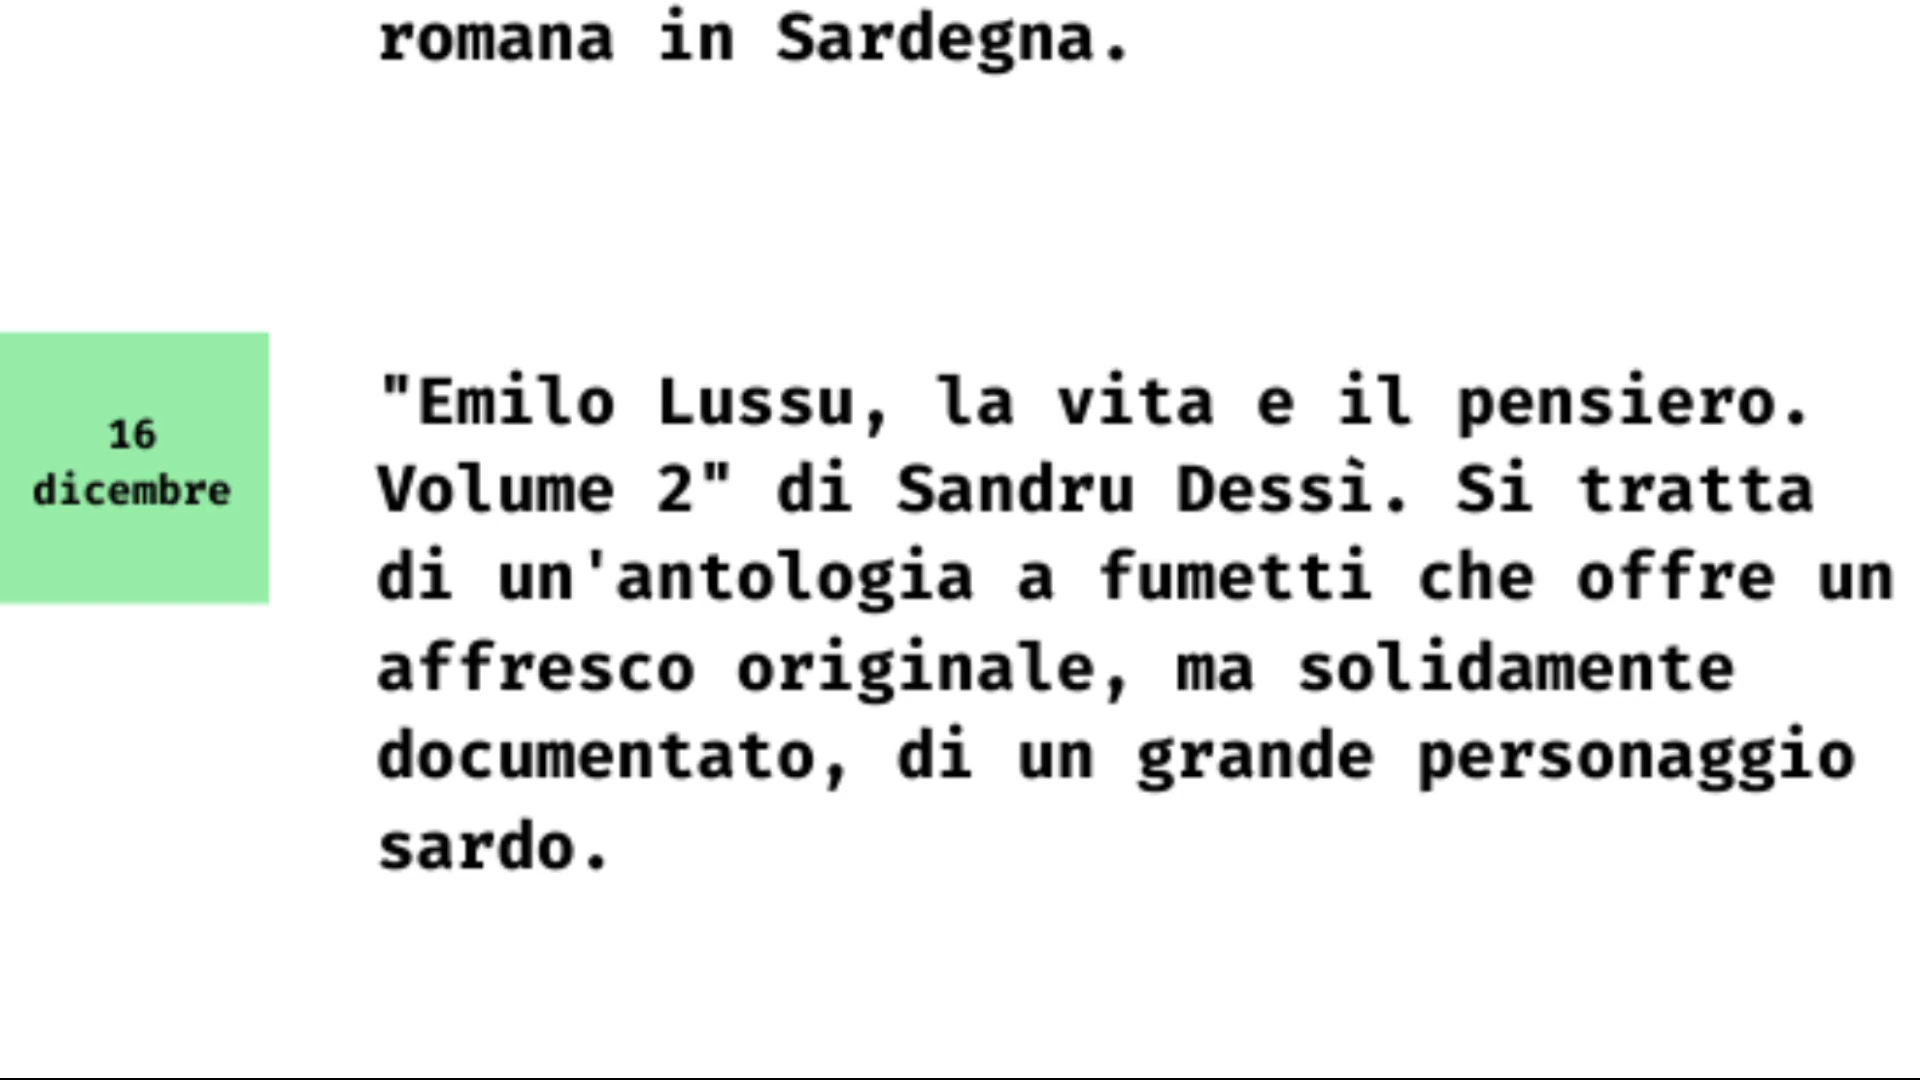 romana in Sardegna.
16
dicembre
"Emilo Lussu, la vita e il pensiero.
Volume 2" di Sandru Dessì. Si tratta
di un'antologia a fumetti che offre un
affresco originale, ma solidamente
documentato, di un grande personaggio
sardo.